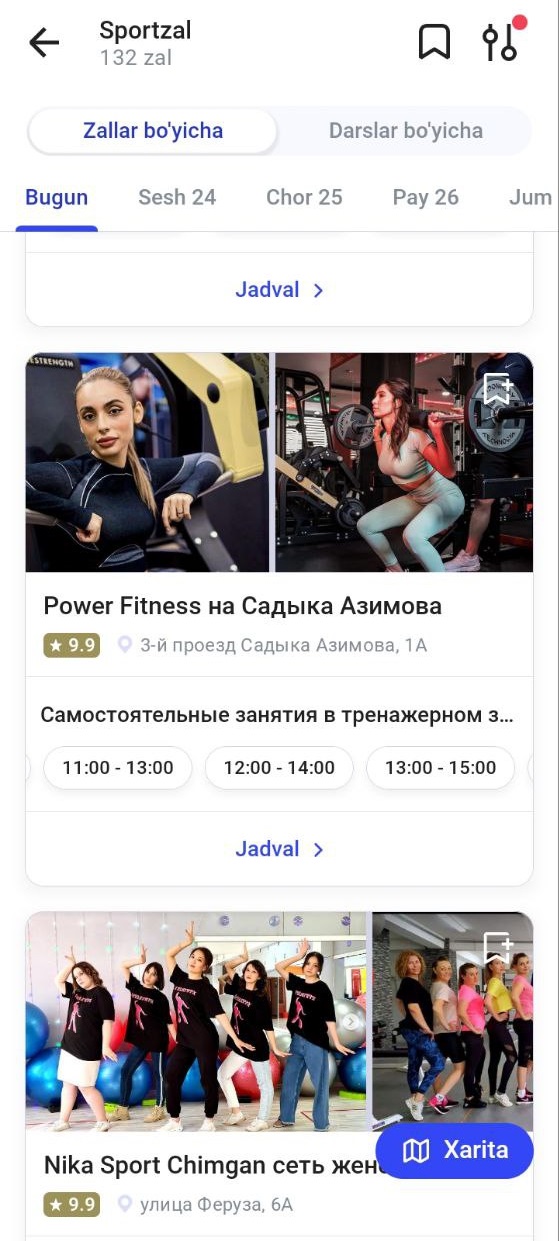 Sportzal
132 zal
Zallar bo'yicha
Darslar bo'yicha
Bugun
Sesh 24
Chor 25
Pay 26
Jum
Jadval
Power Fitness на Садыка Азимова
9.9
3-й проезд Садыка Азимова, 1А
Самостоятельные занятия в тренажерном з...
11:00 - 13:00
12:00 - 14:00
13:00 - 15:00
Jadval
Nika Sport Chimgan сеть жен
Xarita
9.9
улица Феруза, 6А